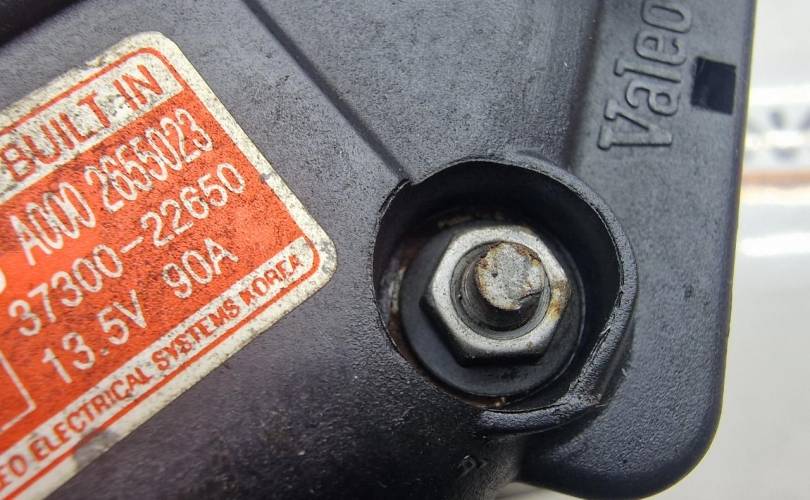 BUILT IN
A000 2655023
37300-22650
13.5V 90A
EO ELECTRICAL SYSTEMS KOREA
Valeo